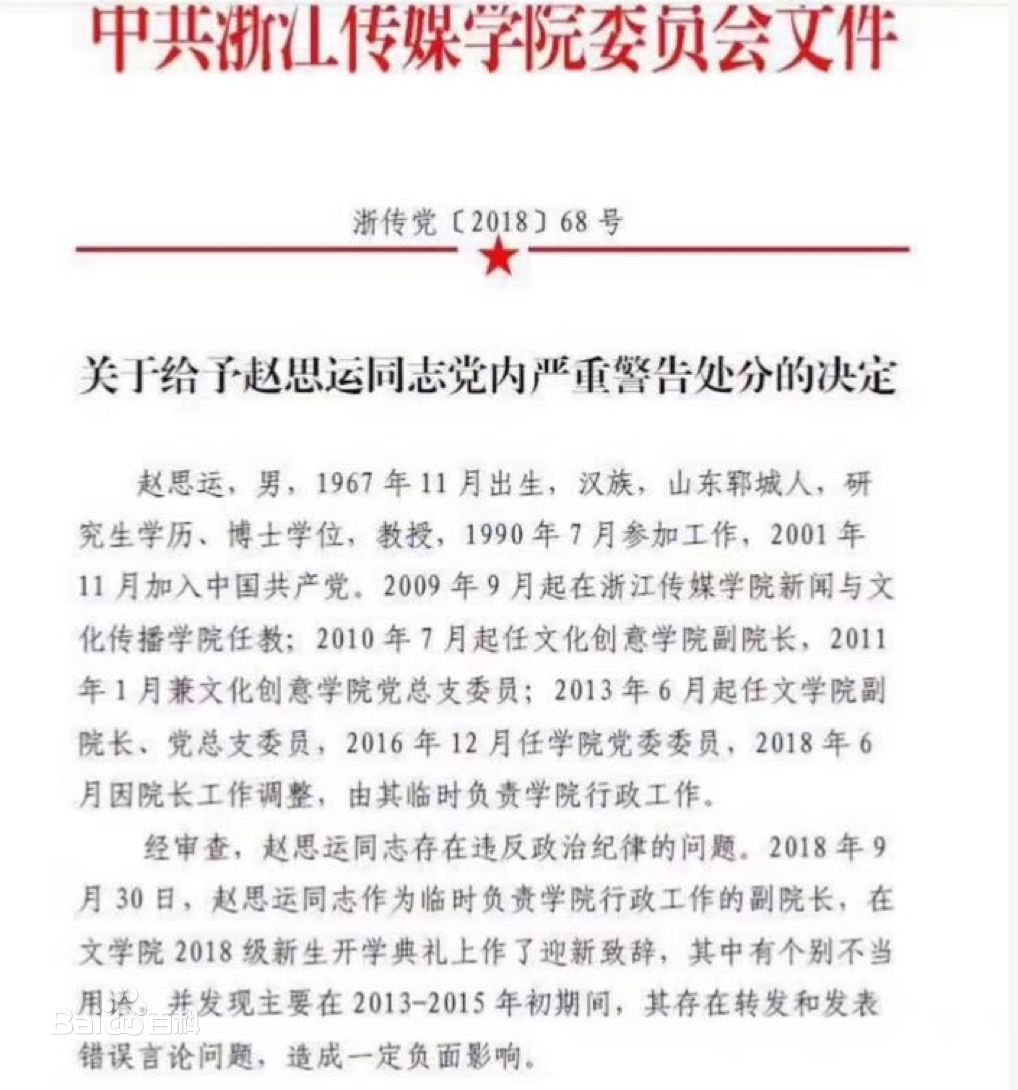 中共浙江传媒学院委员会文件
浙传党〔2018〕68 号
关于给予赵思运同志党内严重警告处分的决定
赵思运，男，1967 年 11 月出生，汉族，山东郓城人，研
究生学历、博士学位，教授，1990 年 7 月参加工作，2001 年
11 月加入中国共产党。2009 年 9 月起在浙江传媒学院新闻与文
化传播学院任教；2010 年 7 月起任文化创意学院副院长，2011
年 1 月兼文化创意学院党总支委员；2013 年 6 月起任文学院副
院长、党总支委员，2016 年 12 月任学院党委委员，2018 年 6
月因院长工作调整，由其临时负责学院行政工作。
经审查，赵思运同志存在违反政治纪律的问题。2018 年 9
月 30 日，赵思运同志作为临时负责学院行政工作的副院长，在
文学院 2018 级新生开学典礼上作了迎新致辞，其中有个别不当
用语，并发现主要在 2013-2015 年初期间，其存在转发和发表
Bai百科
错误言论问题，造成一定负面影响。